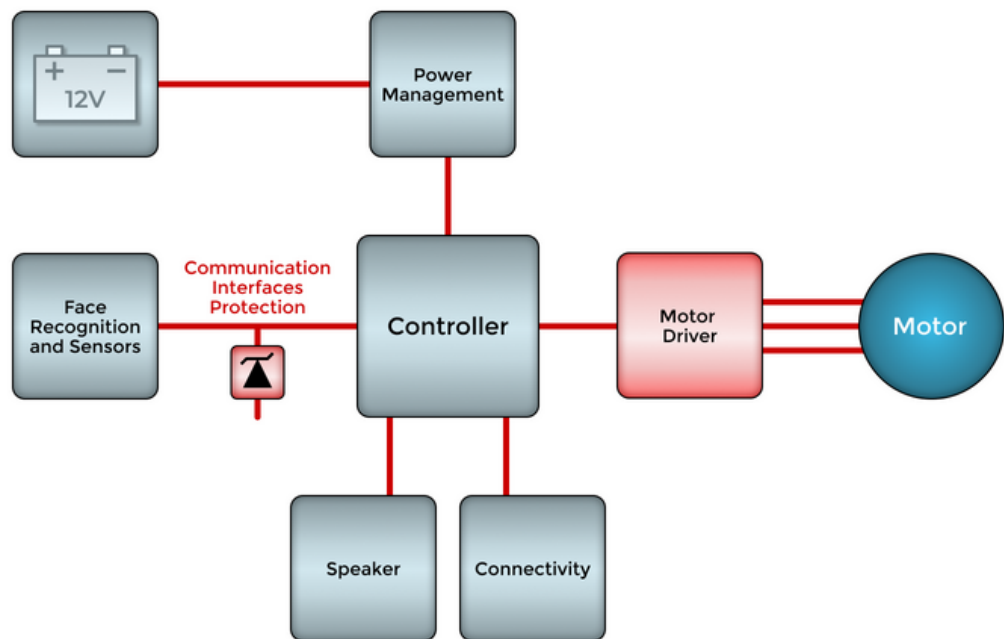 + −
12V
Power
Management
Face
Recognition
and Sensors
Communication
Interfaces
Protection
Controller
Motor
Driver
Motor
Speaker
Connectivity